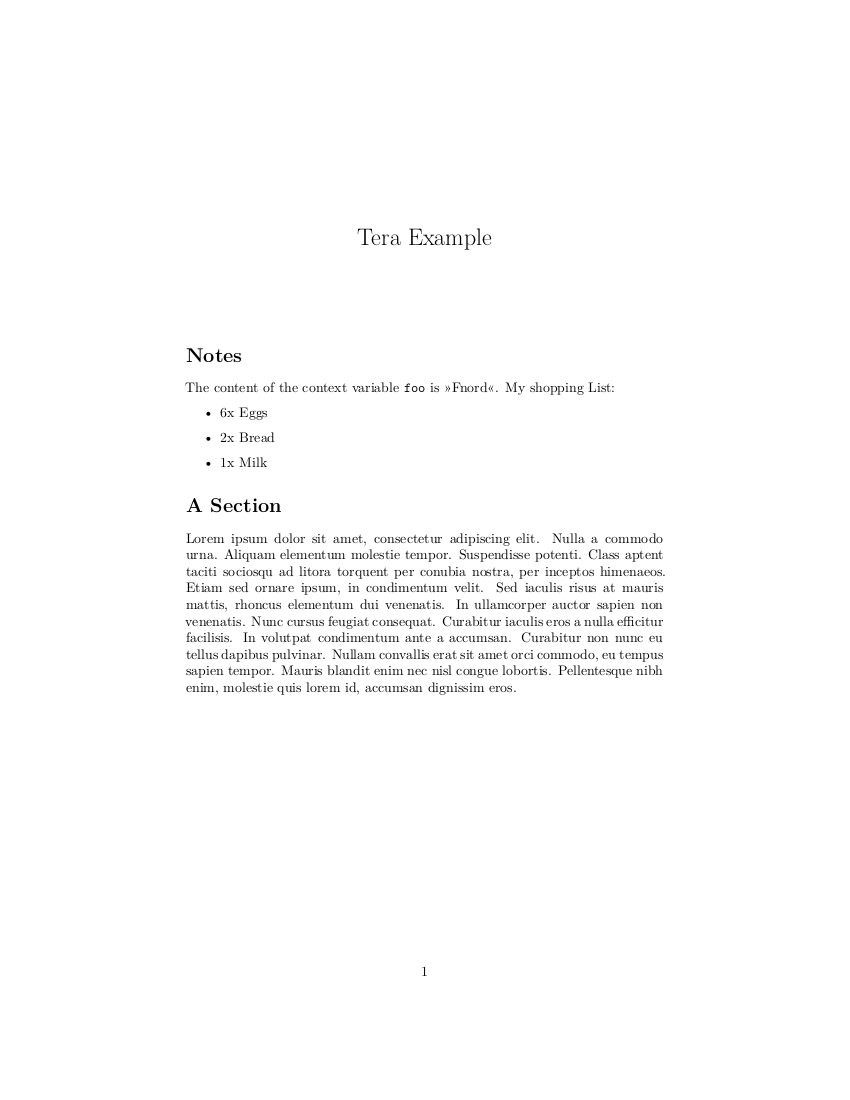 Tera Example
Notes
The content of the context variable foo is »Fnord«. My shopping List:
• 6x Eggs
• 2x Bread
• 1x Milk
A Section
Lorem ipsum dolor sit amet, consectetur adipiscing elit. Nulla a commodo
urna. Aliquam elementum molestie tempor. Suspendisse potenti. Class aptent
taciti sociosqu ad litora torquent per conubia nostra, per inceptos himenaeos.
Etiam sed ornare ipsum, in condimentum velit. Sed iaculis risus at mauris
mattis, rhoncus elementum dui venenatis. In ullamcorper auctor sapien non
venenatis. Nunc cursus feugiat consequat. Curabitur iaculis eros a nulla efficitur
facilisis. In volutpat condimentum ante a accumsan. Curabitur non nunc eu
tellus dapibus pulvinar. Nullam convallis erat sit amet orci commodo, eu tempus
sapien tempor. Mauris blandit enim nec nisl congue lobortis. Pellentesque nibh
enim, molestie quis lorem id, accumsan dignissim eros.
1